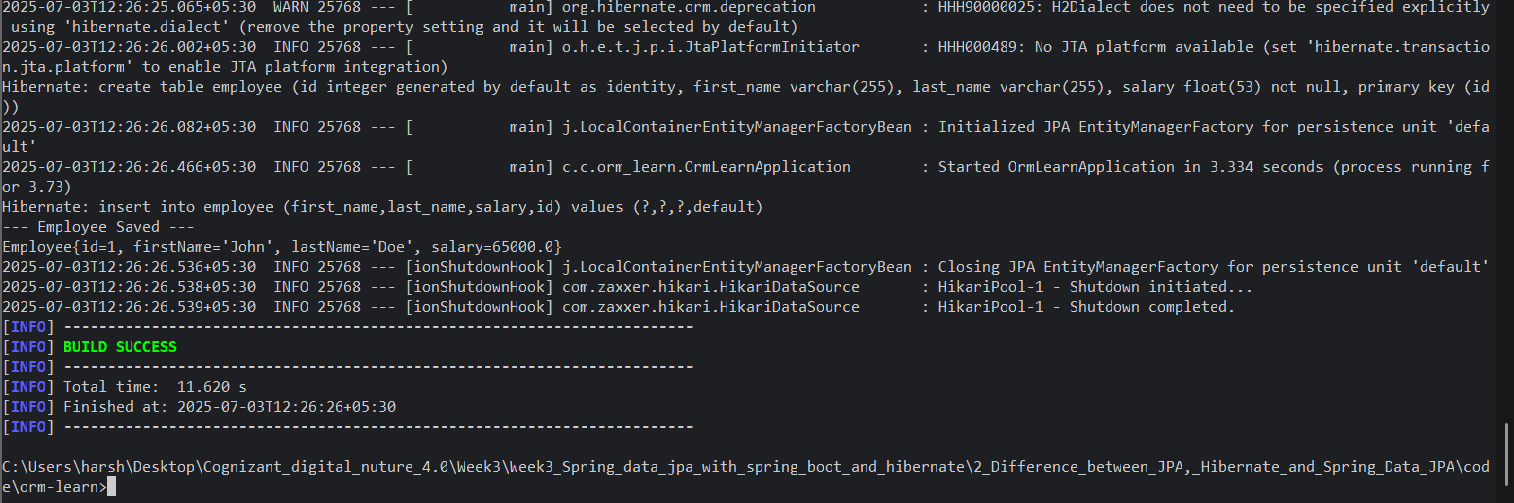 2025-07-03T12:26:25.065+05:30  WARN 25768 --- [           main] org.hibernate.orm.deprecation            : HHH90000025: H2Dialect does not need to be specified explicitly
 using 'hibernate.dialect' (remove the property setting and it will be selected by default)
2025-07-03T12:26:26.002+05:30  INFO 25768 --- [           main] o.h.e.t.j.p.i.JtaPlatformInitiator       : HHH000489: No JTA platform available (set 'hibernate.transactio
n.jta.platform' to enable JTA platform integration)
Hibernate: create table employee (id integer generated by default as identity, first_name varchar(255), last_name varchar(255), salary float(53) not null, primary key (id
))
2025-07-03T12:26:26.082+05:30  INFO 25768 --- [           main] j.LocalContainerEntityManagerFactoryBean : Initialized JPA EntityManagerFactory for persistence unit 'defa
ult'
2025-07-03T12:26:26.466+05:30  INFO 25768 --- [           main] c.c.orm_learn.OrmLearnApplication        : Started OrmLearnApplication in 3.334 seconds (process running f
or 3.73)
Hibernate: insert into employee (first_name,last_name,salary,id) values (?,?,?,default)
--- Employee Saved ---
Employee{id=1, firstName='John', lastName='Doe', salary=65000.0}
2025-07-03T12:26:26.536+05:30  INFO 25768 --- [ionShutdownHook] j.LocalContainerEntityManagerFactoryBean : Closing JPA EntityManagerFactory for persistence unit 'default'
2025-07-03T12:26:26.538+05:30  INFO 25768 --- [ionShutdownHook] com.zaxxer.hikari.HikariDataSource       : HikariPool-1 - Shutdown initiated...
2025-07-03T12:26:26.539+05:30  INFO 25768 --- [ionShutdownHook] com.zaxxer.hikari.HikariDataSource       : HikariPool-1 - Shutdown completed.
[INFO] ------------------------------------------------------------------------
[INFO] BUILD SUCCESS
[INFO] ------------------------------------------------------------------------
[INFO] Total time:  11.620 s
[INFO] Finished at: 2025-07-03T12:26:26+05:30
[INFO] ------------------------------------------------------------------------
C:\Users\harsh\Desktop\Cognizant_digital_nuture_4.0\Week3\Week3_Spring_data_jpa_with_spring_boot_and_hibernate\2_Difference_between_JPA,_Hibernate_and_Spring_Data_JPA\cod
e\orm-learn>